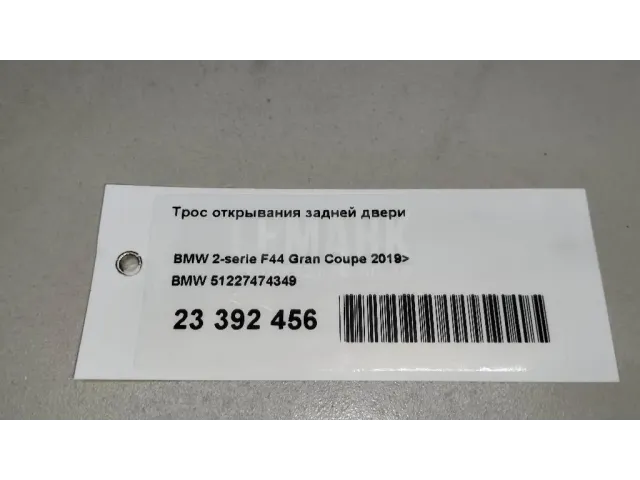 Трос открывания задней двери
BMW 2-serie F44 Gran Coupe 2019>
BMW 51227474349
23 392 456